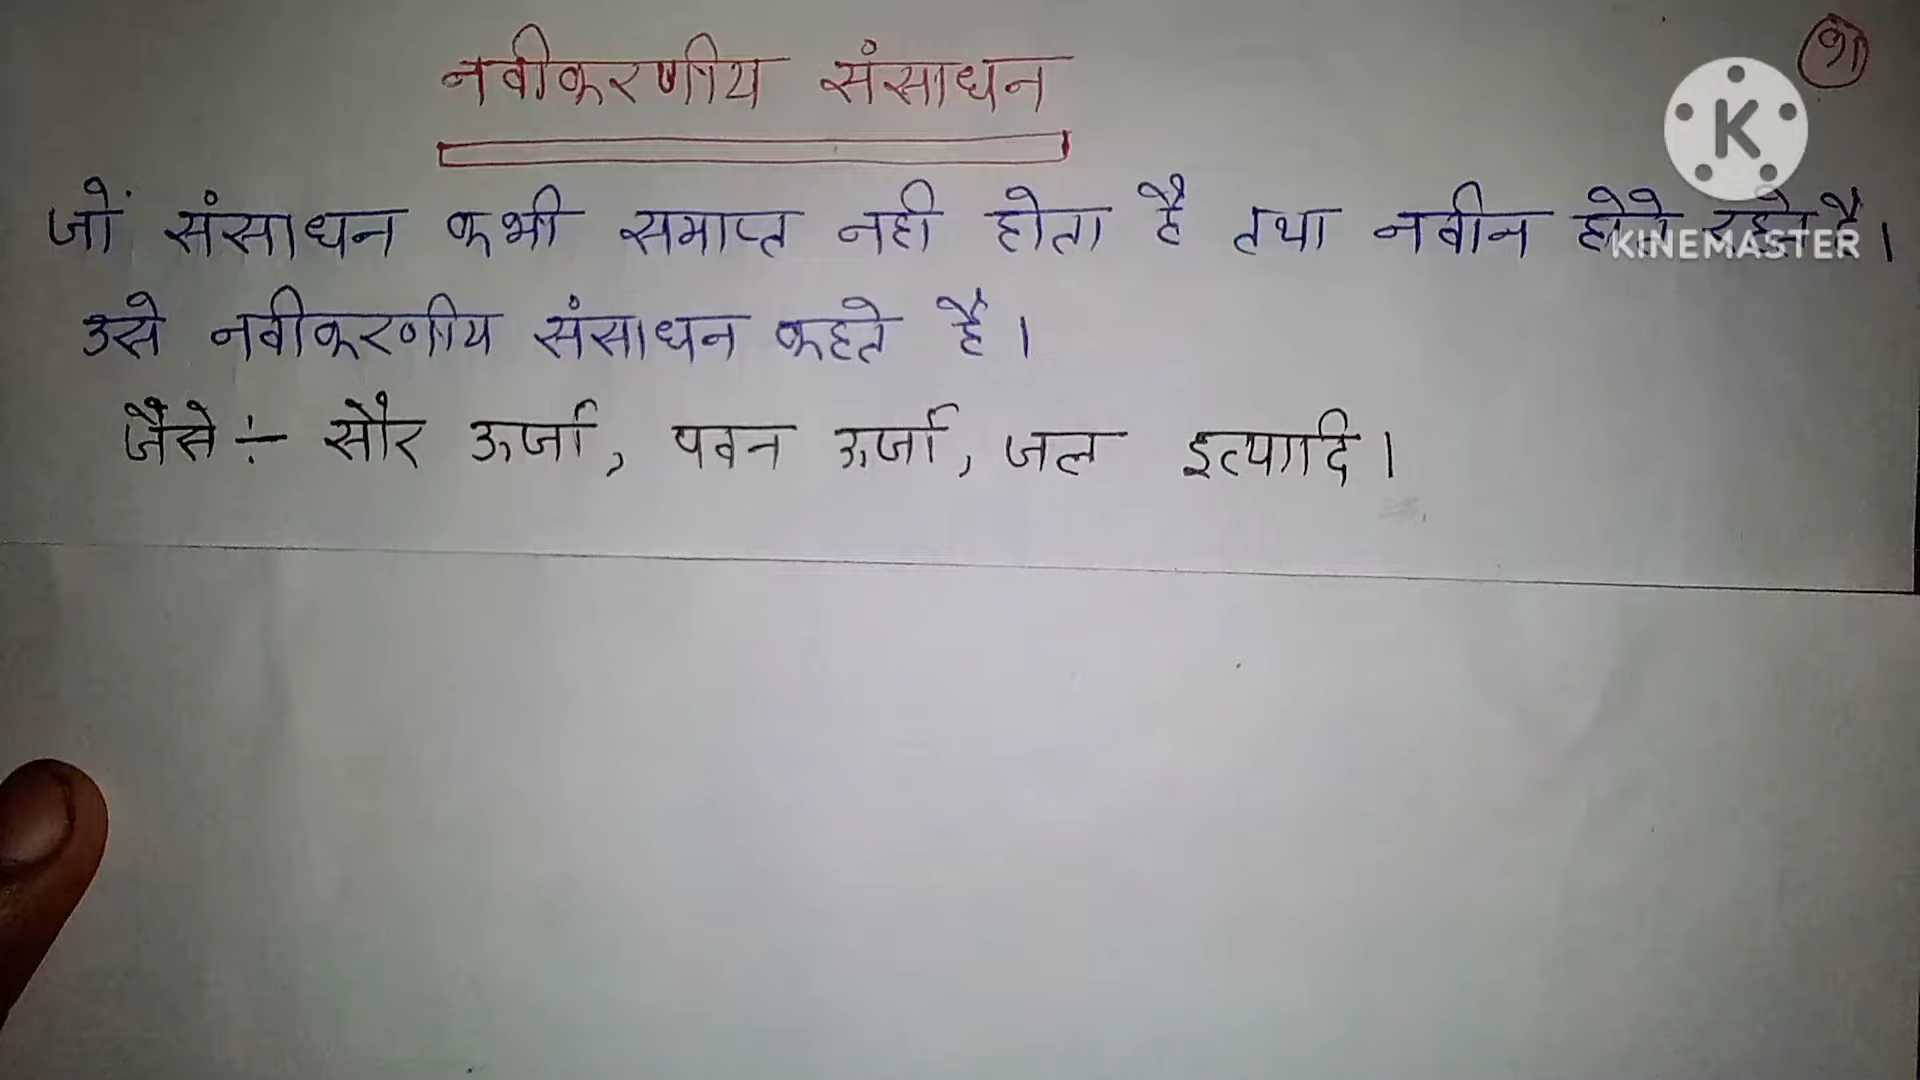 नवीकरणीय संसाधन
K
KINEMASTER
जों संसाधन कभी समाप्त नही होता है तथा नवीन होते रहते है।
उसे नवीकरणीय संसाधन कहते है।
जैसे :- सौर ऊर्जा, पवन ऊर्जा, जल इत्यादि।